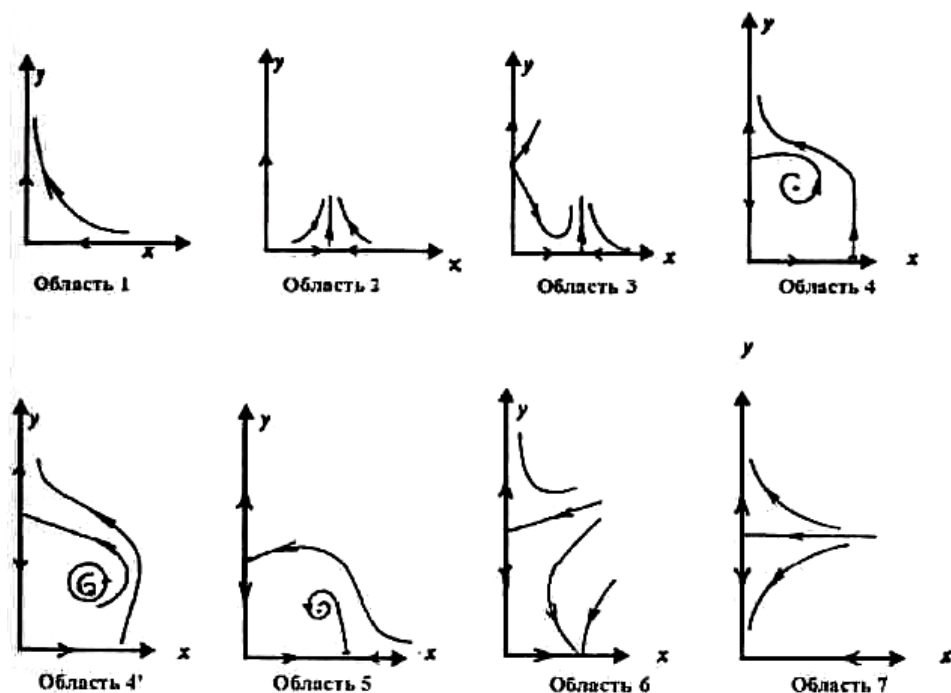 y
x
Область 1
y
x
Область 2
y
x
Область 3
y
x
Область 4
y
x
Область 4'
y
x
Область 5
y
x
Область 6
y
x
Область 7